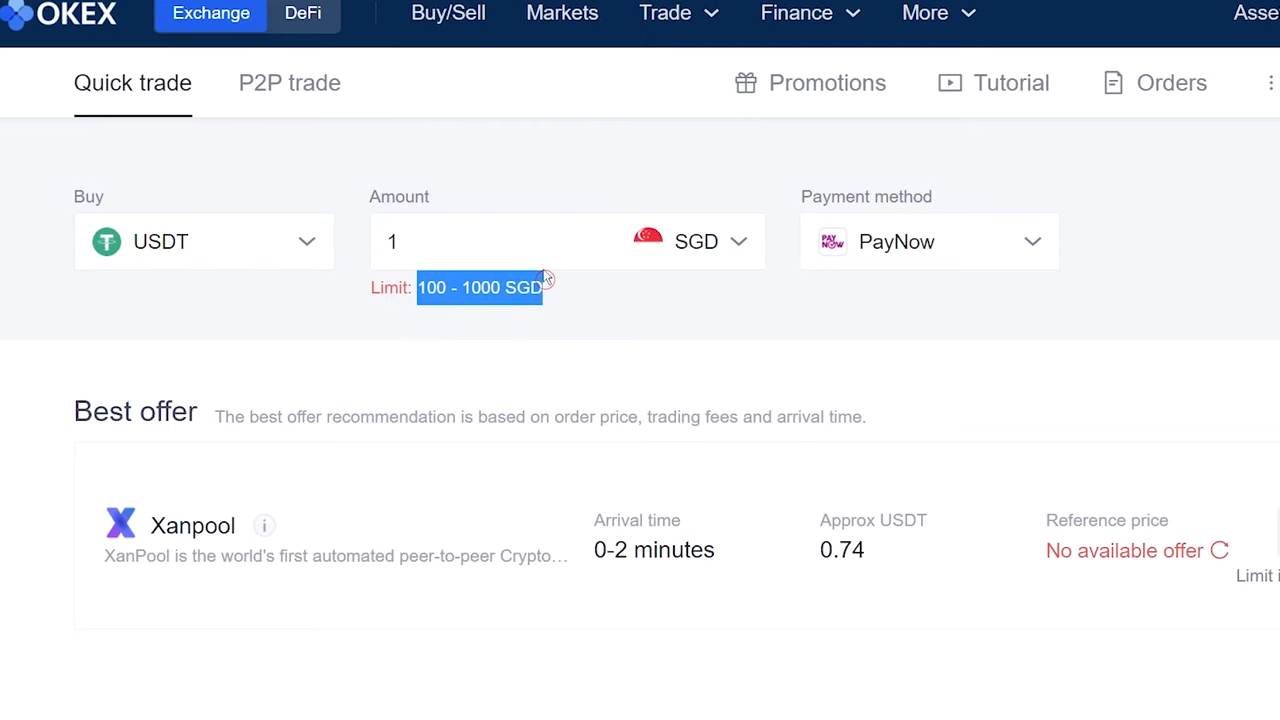 OKEX Exchange DeFi Buy/Sell Markets Trade Finance More Asse
Quick trade P2P trade Promotions Tutorial Orders
Buy Amount Payment method
USDT 1 SGD PAY NOW PayNow
Limit: 100 - 1000 SGD
Best offer The best offer recommendation is based on order price, trading fees and arrival time.
Xanpool Arrival time Approx USDT Reference price
XanPool is the world's first automated peer-to-peer Crypto... 0-2 minutes 0.74 No available offer
Limit i